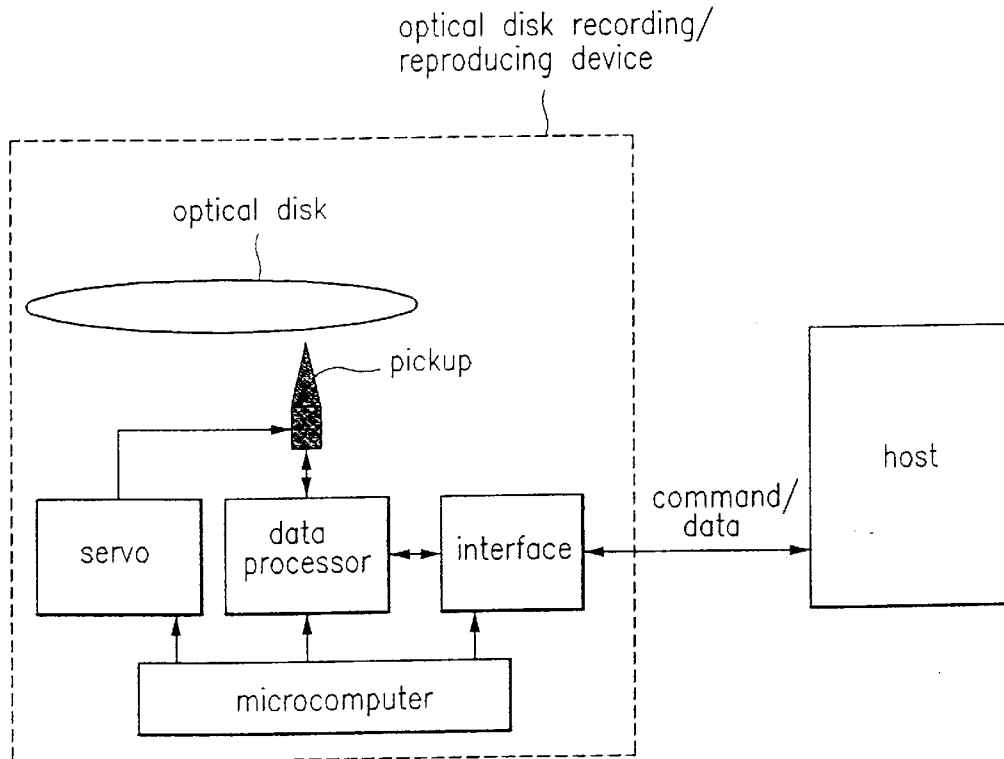 optical disk recording/
reproducing device
optical disk
pickup
servo
data
processor
interface
command/
data
host
microcomputer